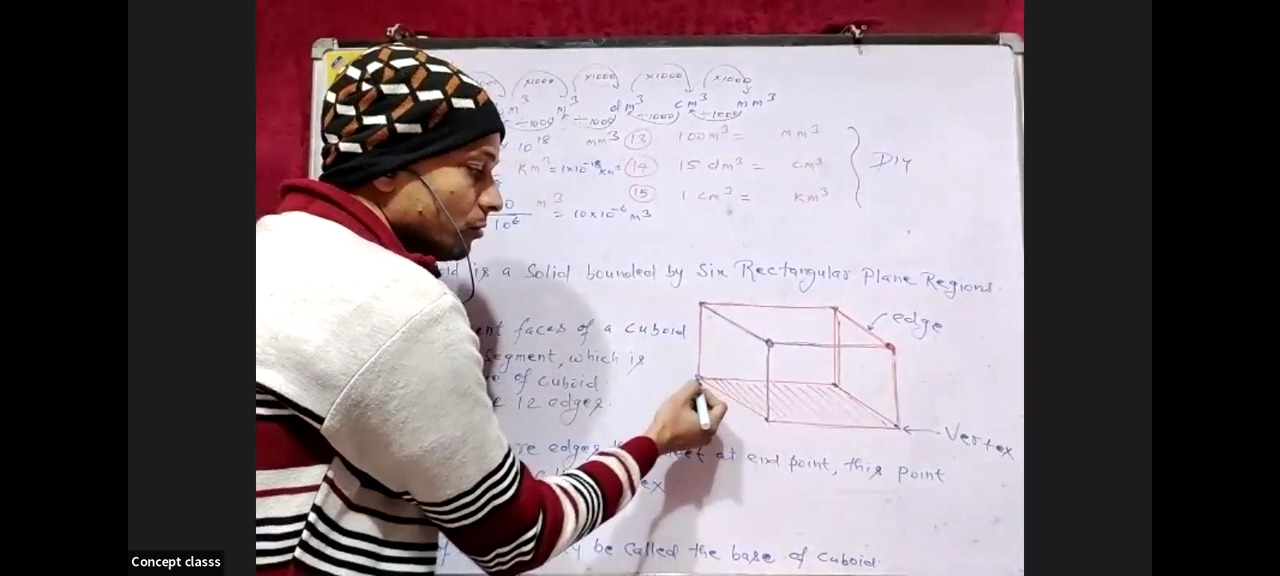 ×1000 ×1000 ×1000 ×1000
m³ m³ dm³ cm³ mm³
÷1000 ÷1000 ÷1000 ÷1000
× 10¹⁸ mm³ (13) 100m³ = mm³
km³ = 1×10⁻¹⁸ km³ (14) 15 dm³ = cm³ DIY
(15) 1 cm³ = km³
m³
10⁶ = 10×10⁻⁶ m³
is a Solid bounded by Six Rectangular Plane Regions.
faces of a cuboid
edge
segment, which is
of cuboid.
12 edges.
Vertex
edges meet at end point, this point
be called the base of cuboid.
Concept classs